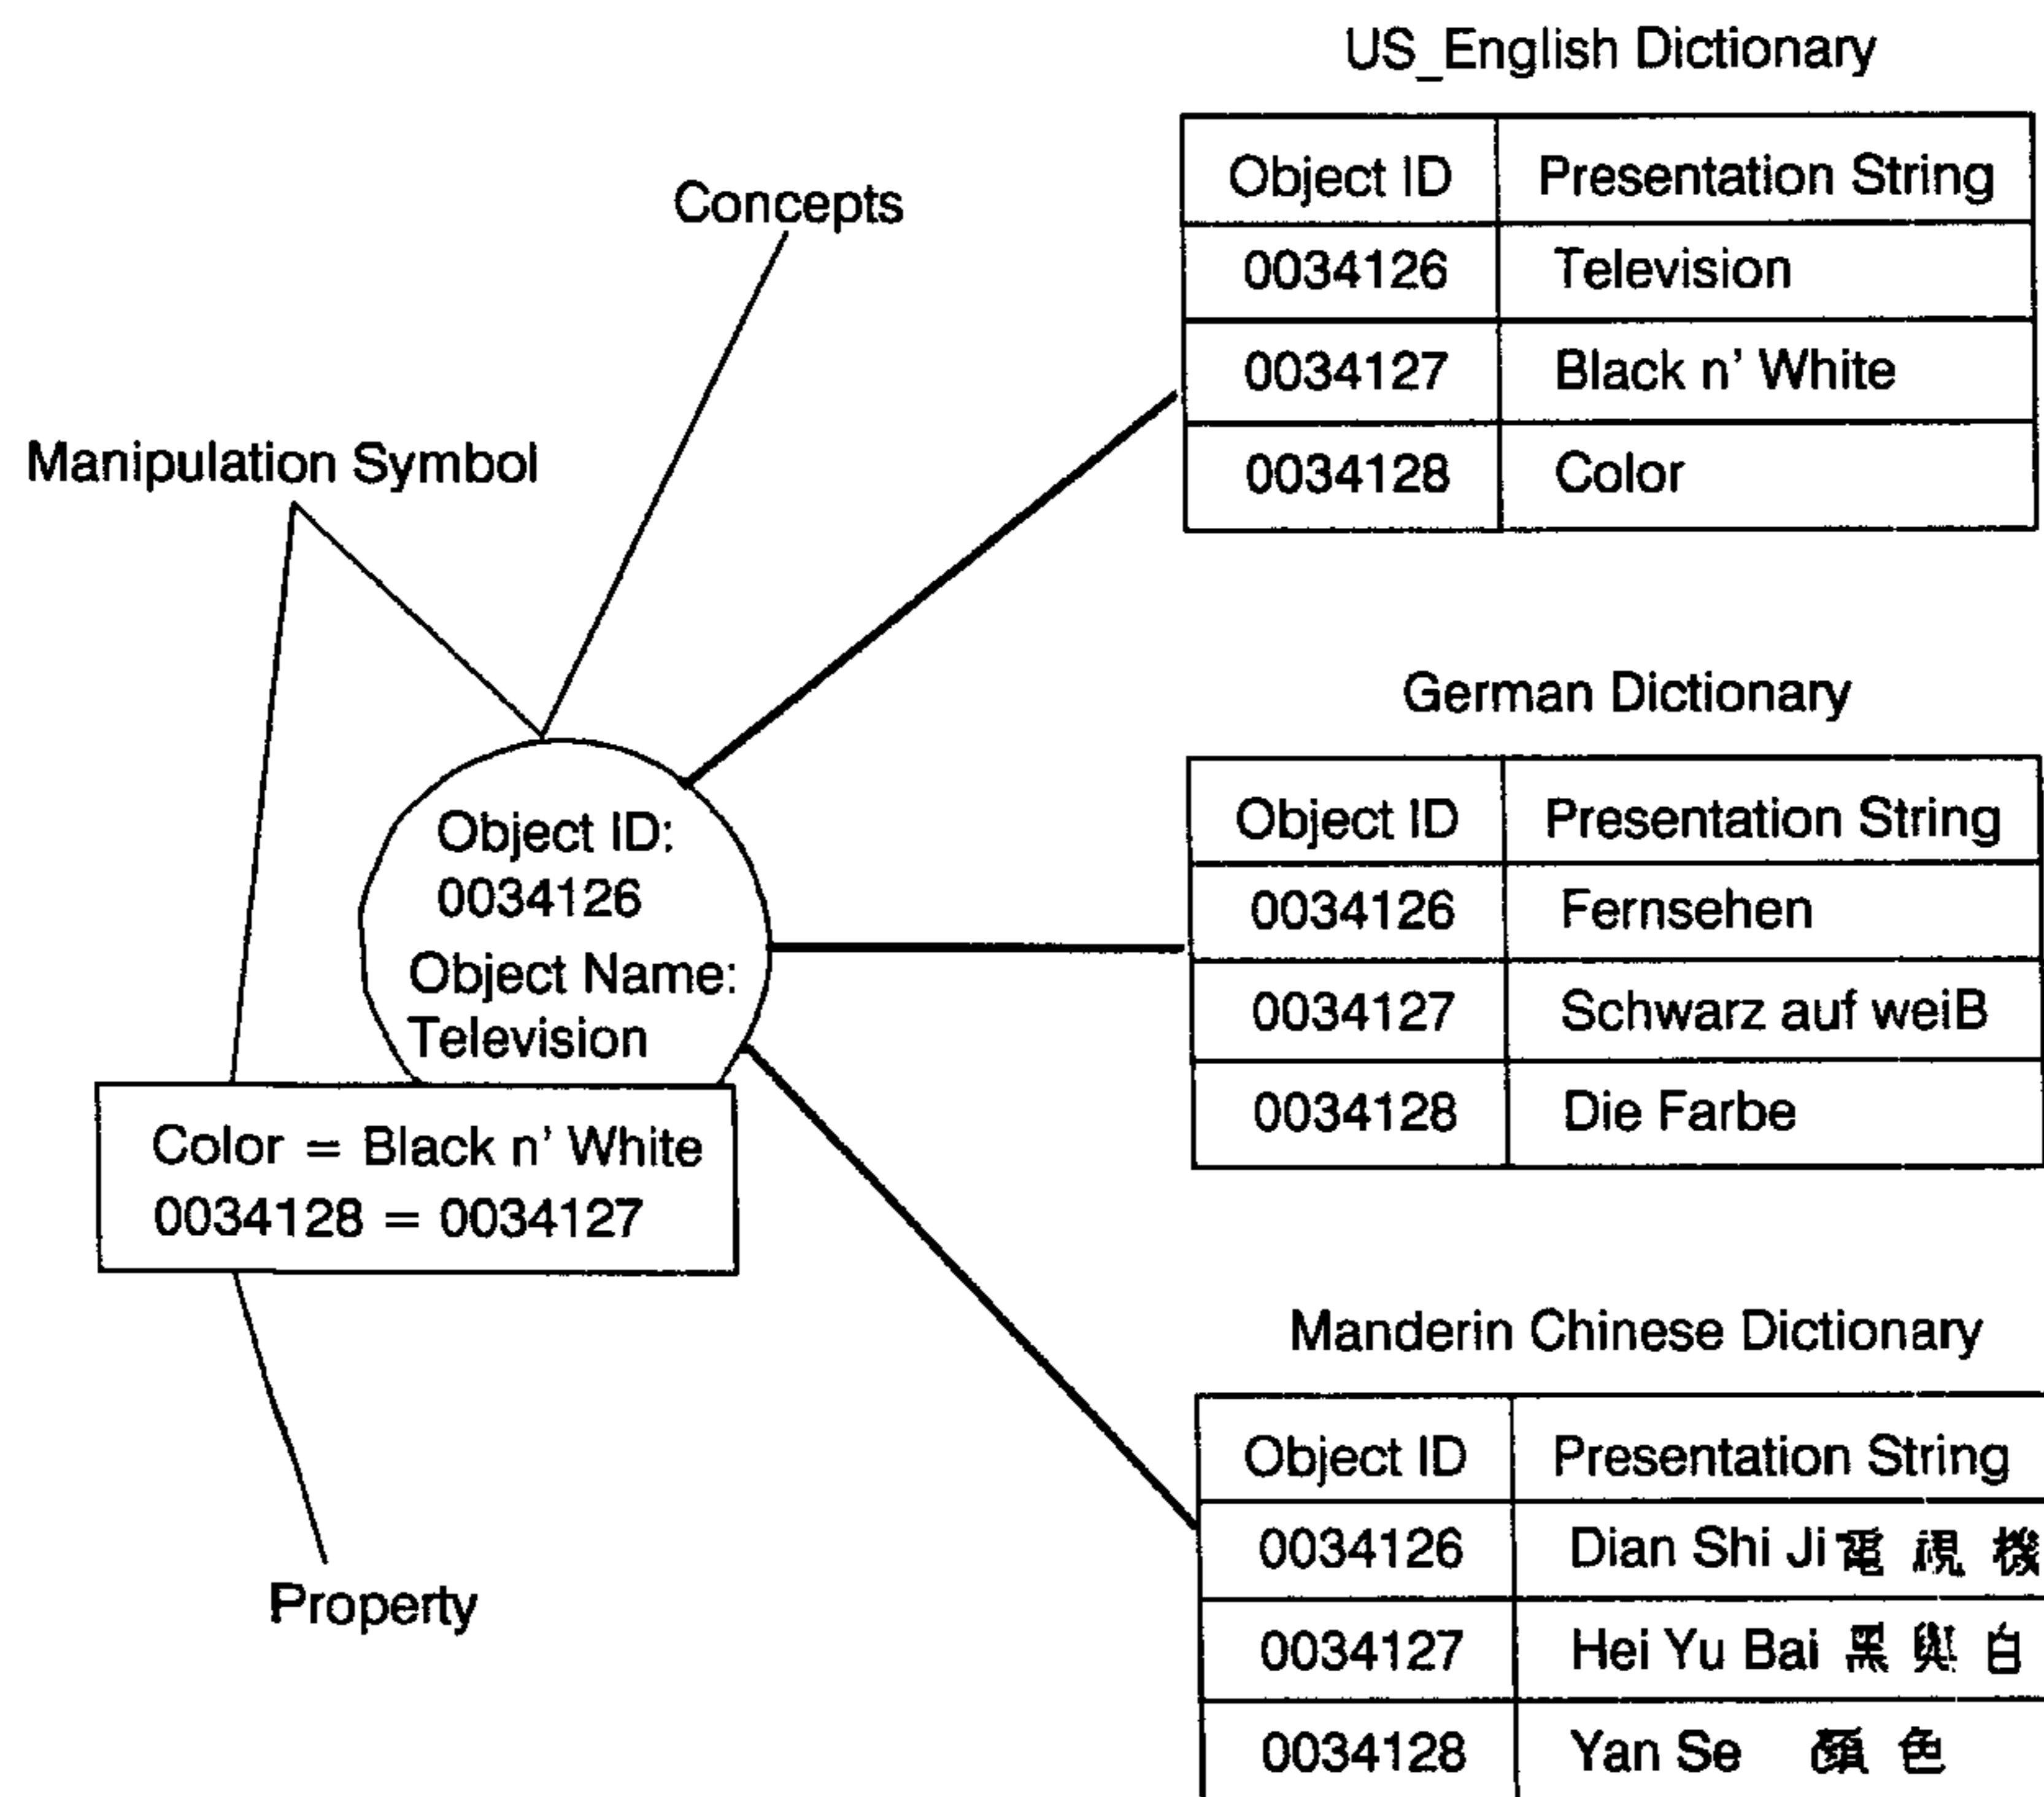 US_English Dictionary
Object ID Presentation String
0034126 Television
0034127 Black n' White
0034128 Color
Concepts
Manipulation Symbol
Object ID:
0034126
Object Name:
Television
Color = Black n' White
0034128 = 0034127
Property
German Dictionary
Object ID Presentation String
0034126 Fernsehen
0034127 Schwarz auf weiB
0034128 Die Farbe
Manderin Chinese Dictionary
Object ID Presentation String
0034126 Dian Shi Ji 電 視 機
0034127 Hei Yu Bai 黑 與 白
0034128 Yan Se 顏 色